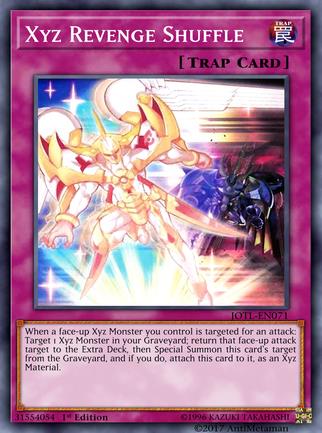 Xyz Revenge Shuffle
TRAP
罠
[TRAP CARD]
JOTL-EN071
When a face-up Xyz Monster you control is targeted for an attack:
Target 1 Xyz Monster in your Graveyard; return that face-up attack
target to the Extra Deck, then Special Summon this card's target
from the Graveyard, and if you do, attach this card to it, as an Xyz
Material.
31554054 1st Edition ©1996 KAZUKI TAKAHASHI
©2017 AntiMetaman